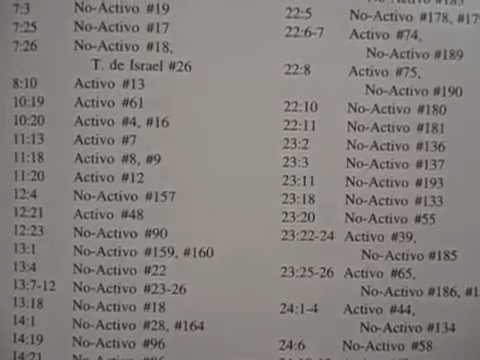 7:3 No-Activo #19
7:25 No-Activo #17
7:26 No-Activo #18,
T. de Israel #26
8:10 Activo #13
10:19 Activo #61
10:20 Activo #4, #16
11:13 Activo #7
11:18 Activo #8, #9
11:20 Activo #12
12:4 No-Activo #157
12:21 Activo #48
12:23 No-Activo #90
13:1 No-Activo #159, #160
13:4 No-Activo #22
13:7-12 No-Activo #23-26
13:18 No-Activo #18
14:1 No-Activo #28, #164
14:19 No-Activo #96
14:21 No-Activo
22:5 No-Activo #178,
22:6-7 Activo #74,
No-Activo #189
22:8 Activo #75,
No-Activo #190
22:10 No-Activo #180
22:11 No-Activo #181
23:2 No-Activo #136
23:3 No-Activo #137
23:11 No-Activo #193
23:18 No-Activo #133
23:20 No-Activo #55
23:22-24 Activo #39,
No-Activo #185
23:25-26 Activo #65,
No-Activo #186,
24:1-4 Activo #44,
No-Activo #134
24:6 No-Activo #58